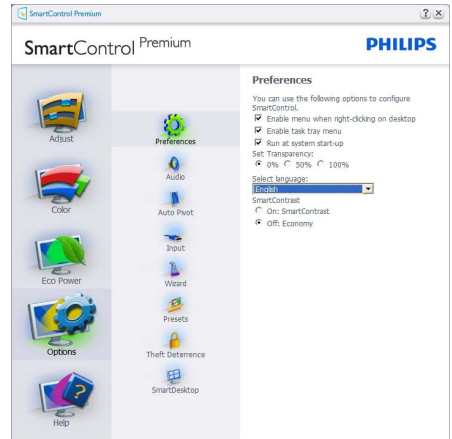 SmartControl Premium
SmartControl Premium
PHILIPS
Adjust
Color
Eco Power
Options
Help
Preferences
Audio
Auto Pivot
Input
Wizard
Presets
Theft Deterrence
SmartDesktop
Preferences
You can use the following options to configure
SmartControl.
Enable menu when right-clicking on desktop
Enable task tray menu
Run at system start-up
Set Transparency:
0% 50% 100%
Select language:
English
SmartContrast
On: SmartContrast
Off: Economy